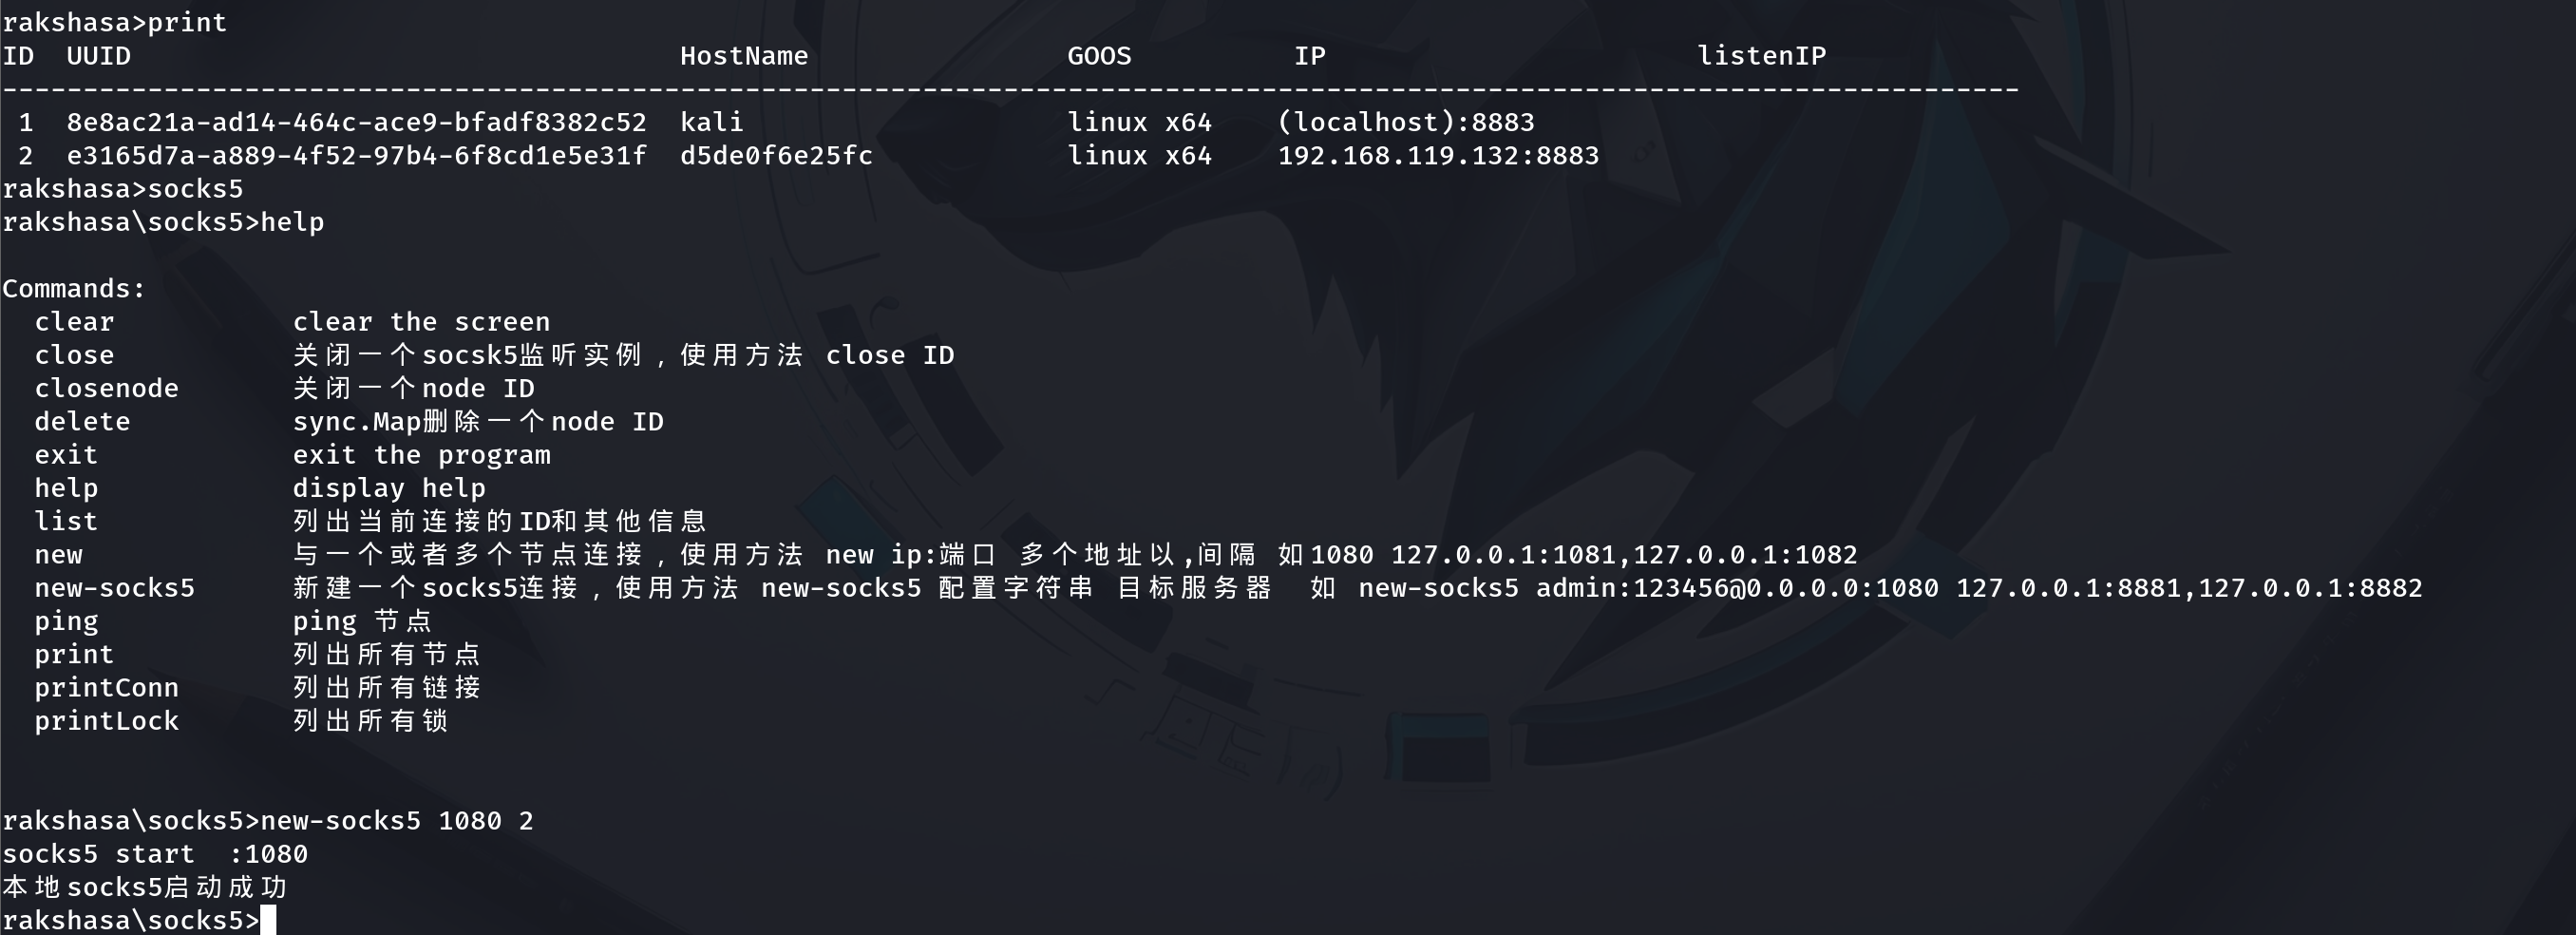 rakshasa>print
ID  UUID                                  HostName                GOOS          IP                       listenIP
------------------------------------------------------------------------------------------------------------------------------
 1  8e8ac21a-ad14-464c-ace9-bfadf8382c52  kali                    linux x64    (localhost):8883
 2  e3165d7a-a889-4f52-97b4-6f8cd1e5e31f  d5de0f6e25fc            linux x64    192.168.119.132:8883
rakshasa>socks5
rakshasa\socks5>help
Commands:
  clear           clear the screen
  close           关闭一个socsk5监听实例，使用方法 close ID
  closenode       关闭一个node ID
  delete          sync.Map删除一个node ID
  exit            exit the program
  help            display help
  list            列出当前连接的ID和其他信息
  new             与一个或者多个节点连接，使用方法 new ip:端口 多个地址以,间隔 如1080 127.0.0.1:1081,127.0.0.1:1082
  new-socks5      新建一个socks5连接，使用方法 new-socks5 配置字符串 目标服务器  如 new-socks5 admin:123456@0.0.0.0:1080 127.0.0.1:8881,127.0.0.1:8882
  ping            ping 节点
  print           列出所有节点
  printConn       列出所有链接
  printLock       列出所有锁
rakshasa\socks5>new-socks5 1080 2
socks5 start  :1080
本地socks5启动成功
rakshasa\socks5>